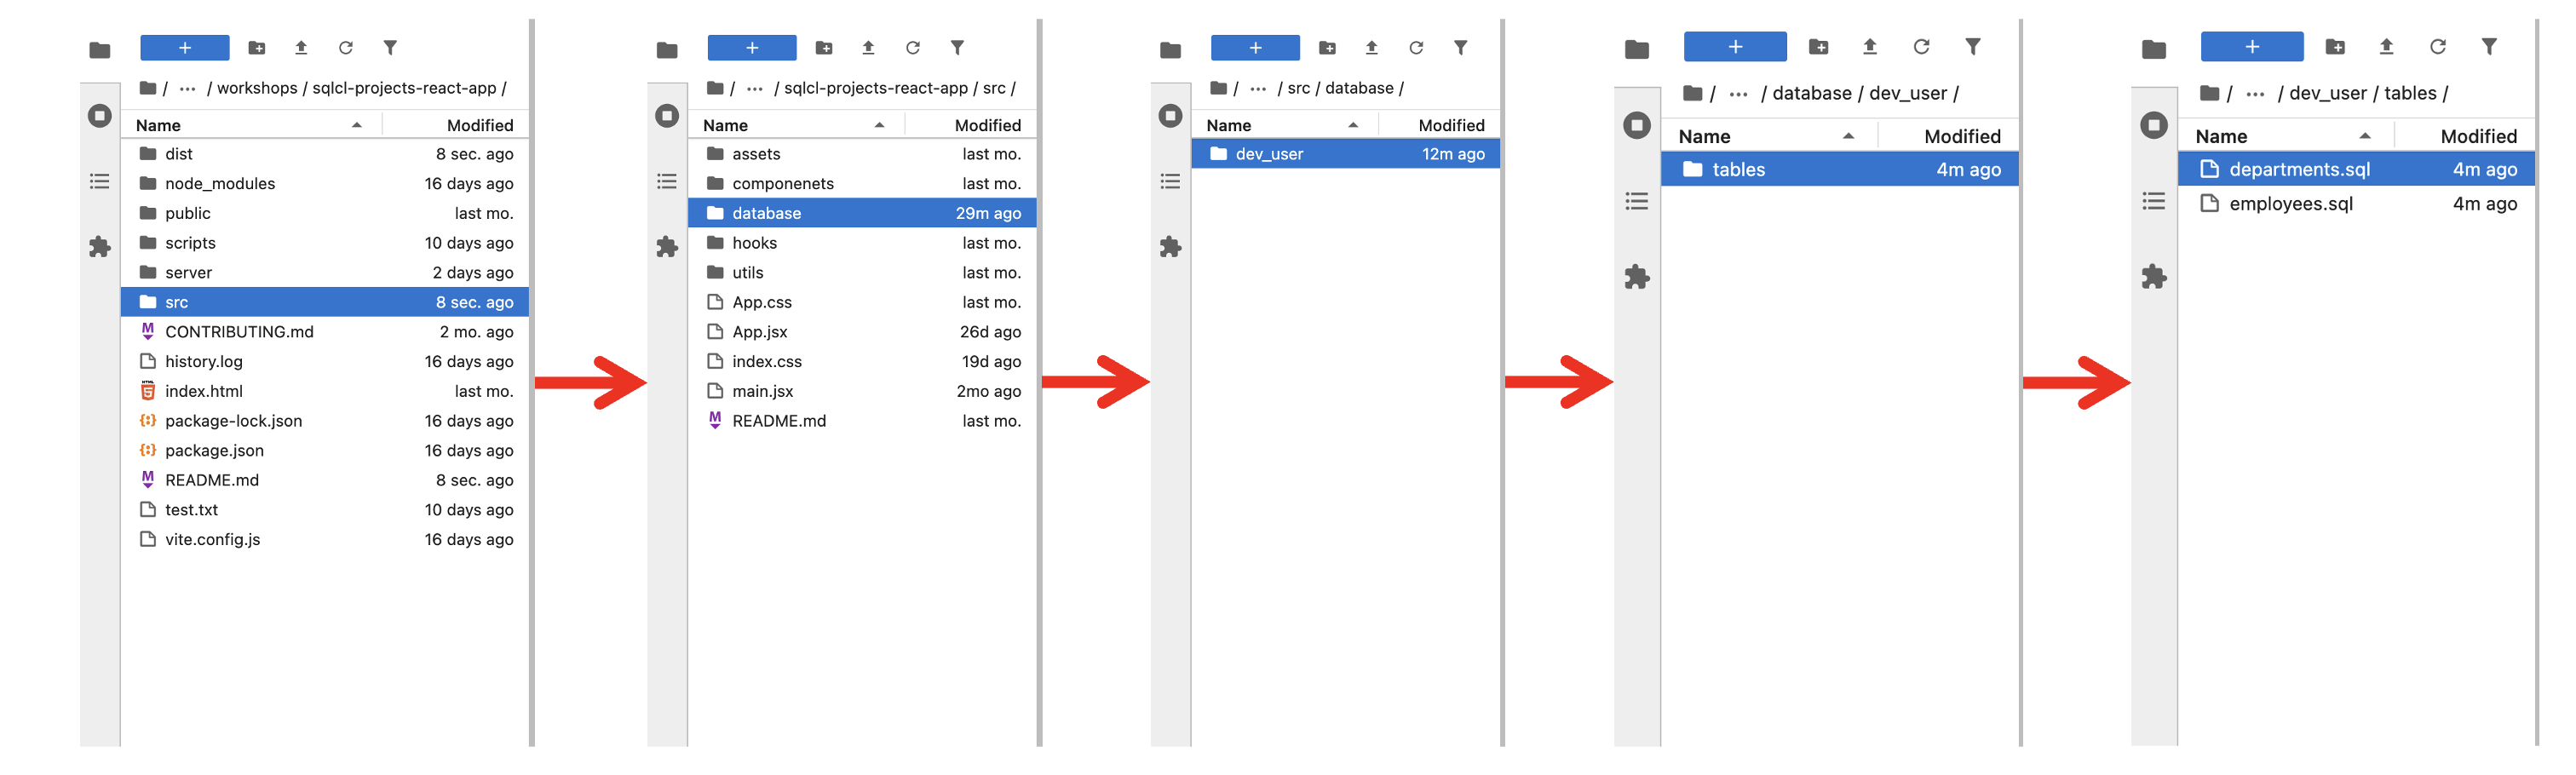 / ... / workshops / sqlcl-projects-react-app /
Name Modified
dist 8 sec. ago
node_modules 16 days ago
public last mo.
scripts 10 days ago
server 2 days ago
src 8 sec. ago
CONTRIBUTING.md 2 mo. ago
history.log 16 days ago
index.html last mo.
package-lock.json 16 days ago
package.json 16 days ago
README.md 8 sec. ago
test.txt 10 days ago
vite.config.js 16 days ago
/ ... / sqlcl-projects-react-app / src /
Name Modified
assets last mo.
componenets last mo.
database 29m ago
hooks last mo.
utils last mo.
App.css last mo.
App.jsx 26d ago
index.css 19d ago
main.jsx 2mo ago
README.md last mo.
/ ... / src / database /
Name Modified
dev_user 12m ago
/ ... / database / dev_user /
Name Modified
tables 4m ago
/ ... / dev_user / tables /
Name Modified
departments.sql 4m ago
employees.sql 4m ago